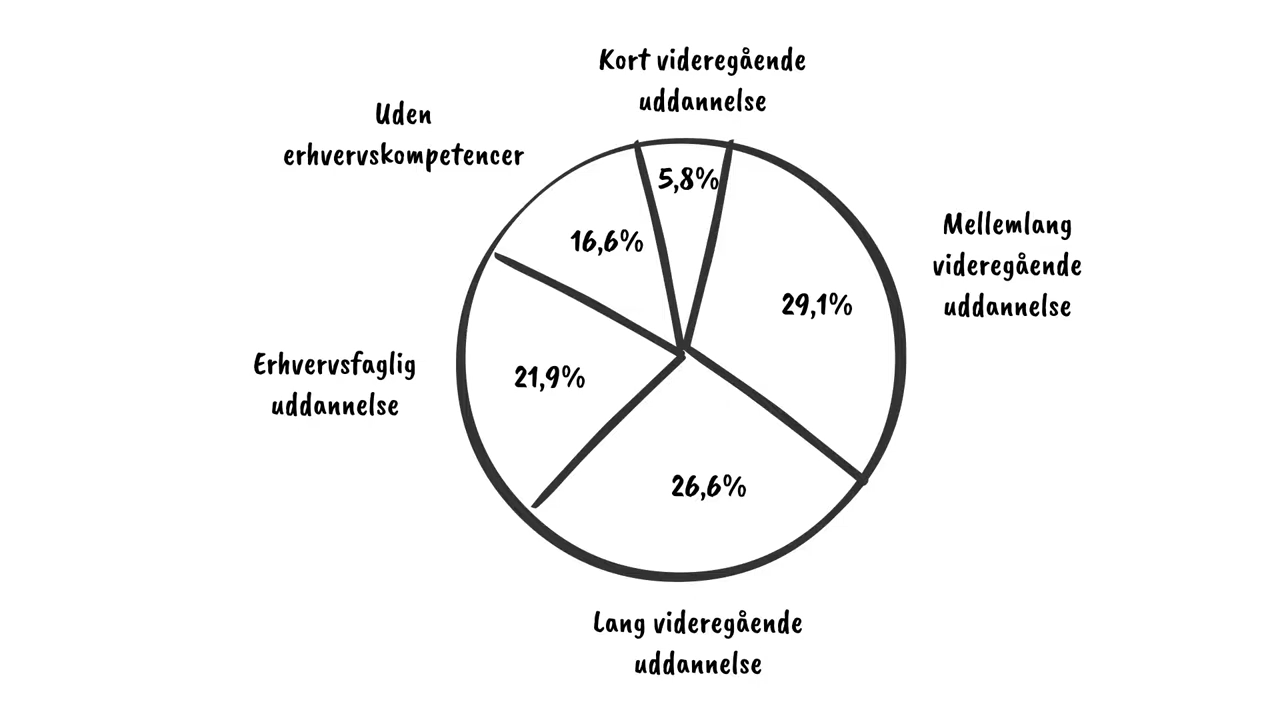 Kort videregående
uddannelse
5,8%
Mellemlang
videregående
uddannelse
29,1%
Lang videregående
uddannelse
26,6%
Erhvervsfaglig
uddannelse
21,9%
Uden
erhvervskompetencer
16,6%